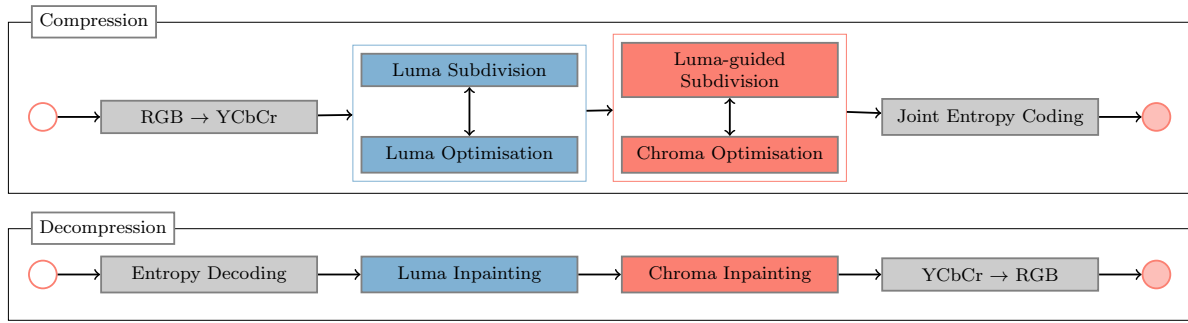 Compression
RGB → YCbCr
Luma Subdivision
Luma Optimisation
Luma-guided
Subdivision
Chroma Optimisation
Joint Entropy Coding
Decompression
Entropy Decoding
Luma Inpainting
Chroma Inpainting
YCbCr → RGB